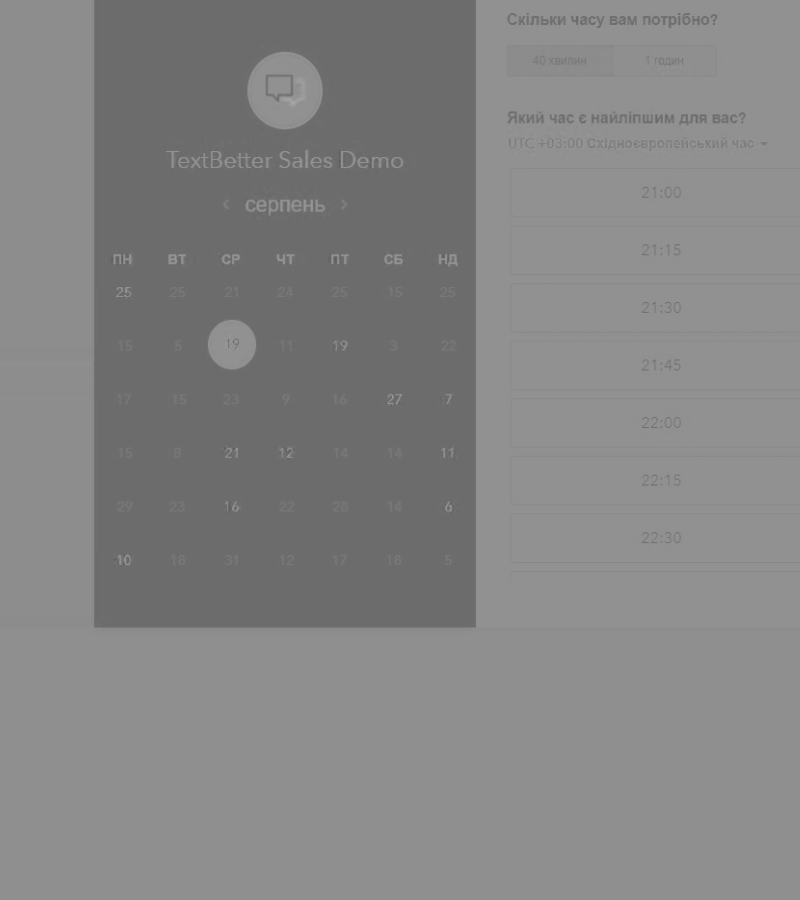 TextBetter Sales Demo
серпень
ПН ВТ СР ЧТ ПТ СБ НД
25 25 21 24 25 15 25
15 5 19 11 19 3 22
17 15 23 9 16 27 7
15 8 21 12 14 14 11
29 23 16 22 28 14 6
10 18 31 12 17 18 5
Скільки часу вам потрібно?
40 хвилин 1 годин
Який час є найліпшим для вас?
UTC +03:00 Східноєвропейський час
21:00
21:15
21:30
21:45
22:00
22:15
22:30